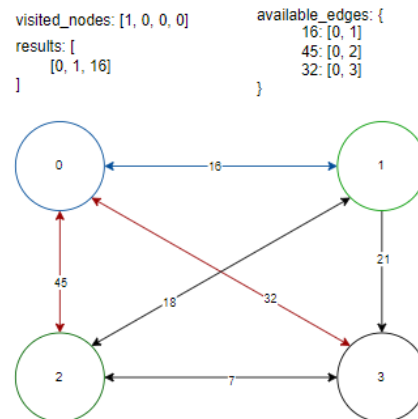 visited_nodes: [1, 0, 0, 0]
results: [
[0, 1, 16]
]
available_edges: {
16: [0, 1]
45: [0, 2]
32: [0, 3]
}
0
16
1
45
18
32
21
2
7
3